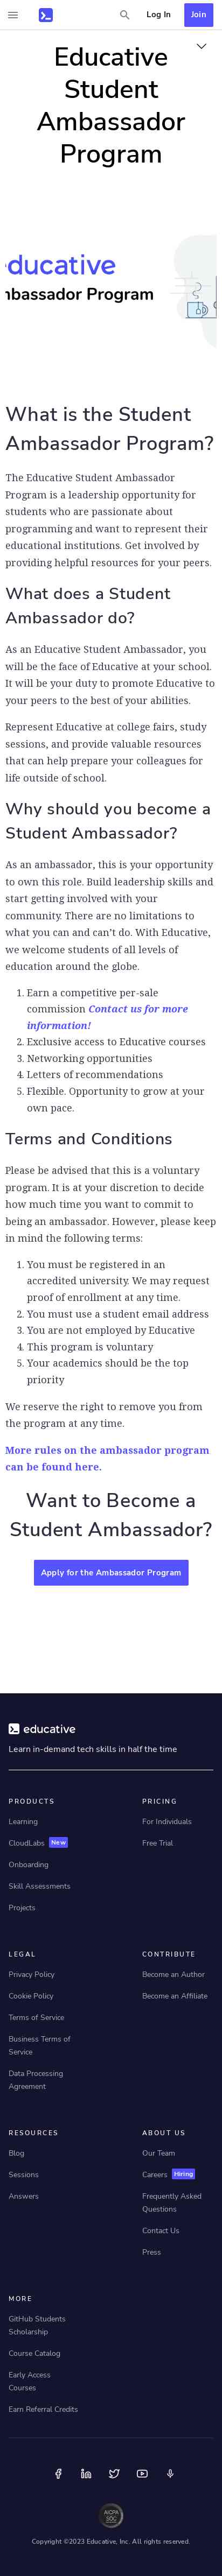 Log In
Join
Educative
Student
Ambassador
Program
educative
mbassador Program
What is the Student
Ambassador Program?
The Educative Student Ambassador
Program is a leadership opportunity for
students who are passionate about
programming and want to represent their
educational institutions. Get involved by
providing helpful resources for your peers.
What does a Student
Ambassador do?
As an Educative Student Ambassador, you
will be the face of Educative at your school.
It will be your duty to promote Educative to
your peers to the best of your abilities.
Represent Educative at college fairs, study
sessions, and provide valuable resources
that can help prepare your colleagues for
life outside of school.
Why should you become a
Student Ambassador?
As an ambassador, this is your opportunity
to own this role. Build leadership skills and
start getting involved with your
community. There are no limitations to
what you can and can't do. With Educative,
we welcome students of all levels of
education around the globe.
1. Earn a competitive per-sale
commission Contact us for more
information!
2. Exclusive access to Educative courses
3. Networking opportunities
4. Letters of recommendations
5. Flexible. Opportunity to grow at your
own pace.
Terms and Conditions
Please be advised that this is a voluntary
program. It is at your discretion to decide
how much time you want to commit to
being an ambassador. However, please keep
in mind the following terms:
1. You must be registered in an
accredited university. We may request
proof of enrollment at any time.
2. You must use a student email address
3. You are not employed by Educative
4. This program is voluntary
5. Your academics should be the top
priority
We reserve the right to remove you from
the program at any time.
More rules on the ambassador program
can be found here.
Want to Become a
Student Ambassador?
Apply for the Ambassador Program
educative
Learn in-demand tech skills in half the time
PRODUCTS
Learning
CloudLabs New
Onboarding
Skill Assessments
Projects
PRICING
For Individuals
Free Trial
LEGAL
Privacy Policy
Cookie Policy
Terms of Service
Business Terms of
Service
Data Processing
Agreement
CONTRIBUTE
Become an Author
Become an Affiliate
RESOURCES
Blog
Sessions
Answers
ABOUT US
Our Team
Careers Hiring
Frequently Asked
Questions
Contact Us
Press
MORE
GitHub Students
Scholarship
Course Catalog
Early Access
Courses
Earn Referral Credits
AICPA
SOC
Copyright ©2023 Educative, Inc. All rights reserved.